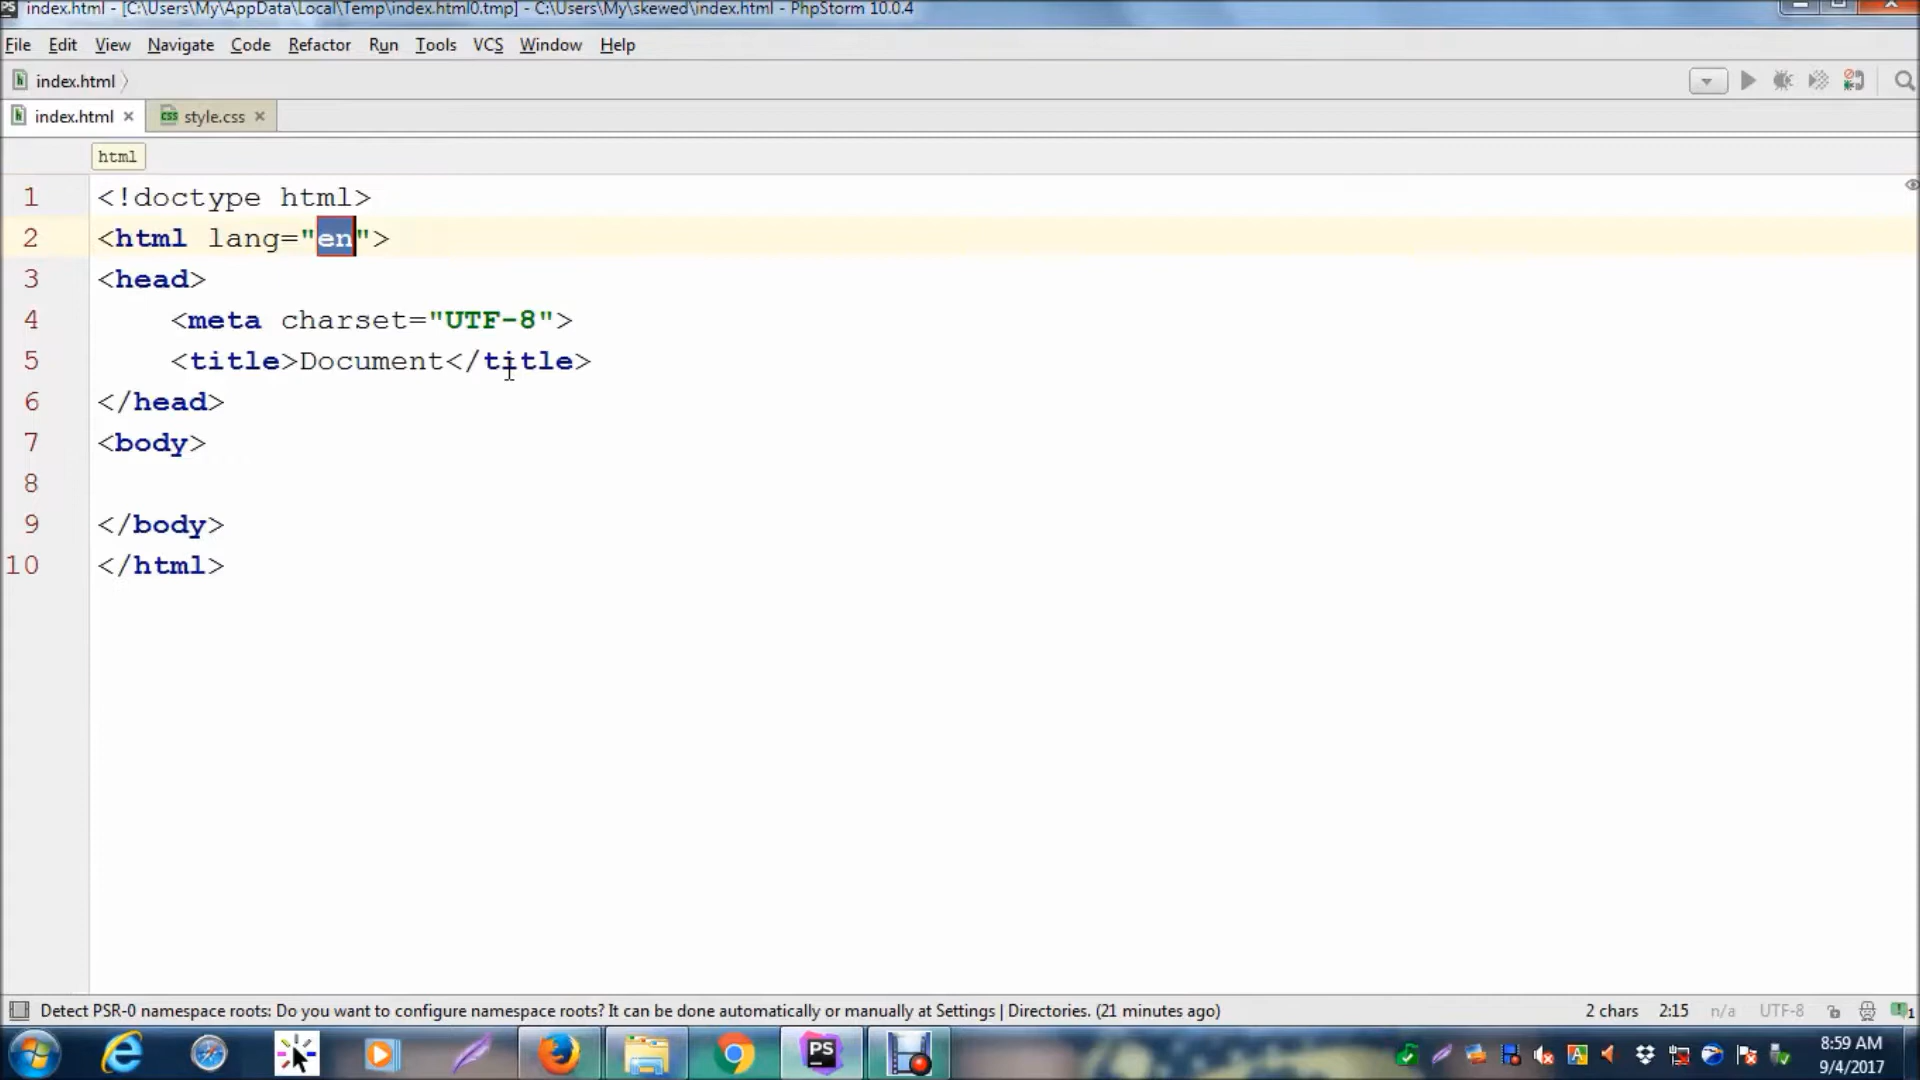 index.html - [C:\Users\My\AppData\Local\Temp\index.html0.tmp] - C:\Users\My\skewed\index.html - PhpStorm 10.0.4
File Edit View Navigate Code Refactor Run Tools VCS Window Help
index.html
index.html style.css
html
1 <!doctype html>
2 <html lang="en">
3 <head>
4 <meta charset="UTF-8">
5 <title>Document</title>
6 </head>
7 <body>
8
9 </body>
10 </html>
Detect PSR-0 namespace roots: Do you want to configure namespace roots? It can be done automatically or manually at Settings | Directories. (21 minutes ago) 2 chars 2:15 n/a UTF-8 1
8:59 AM
9/4/2017